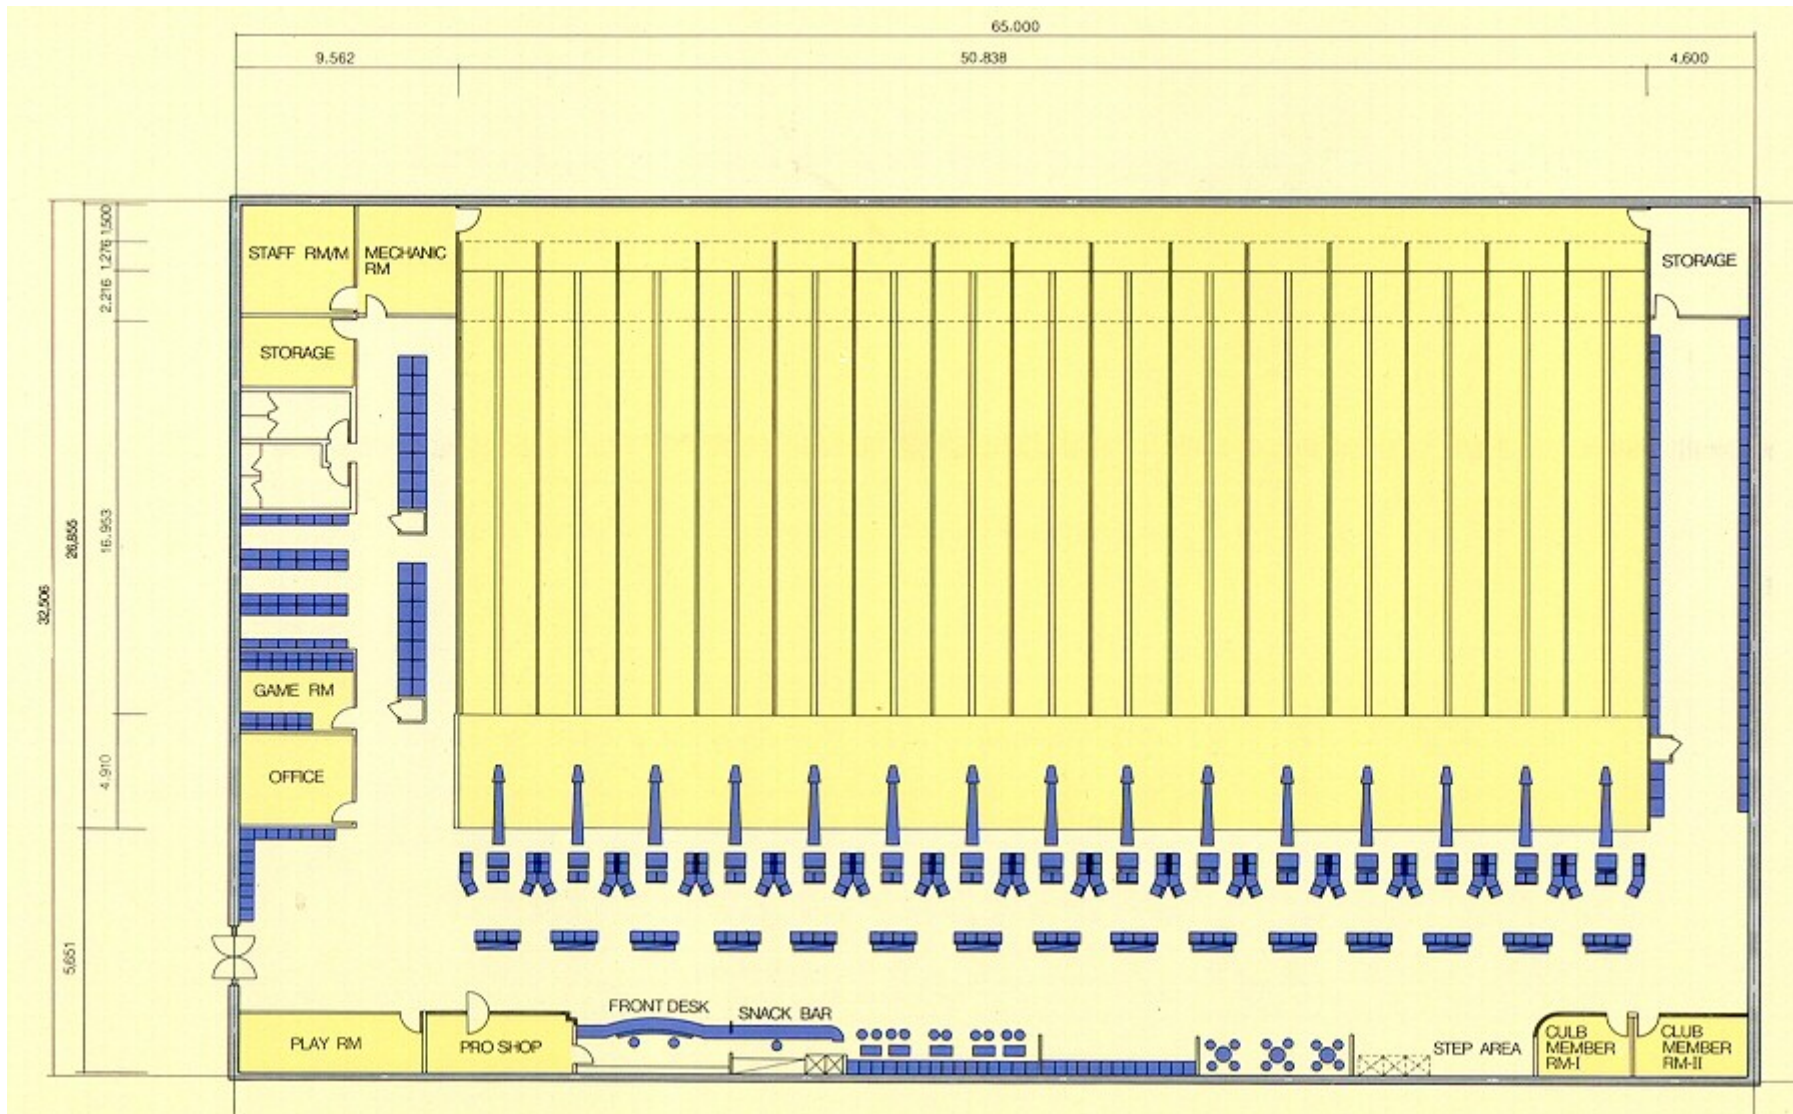 65.000
9.562
50.838
4.600
1,500
1,276
2.216
16.953
4.910
26,855
32,506
5,651
STAFF RM/M
MECHANIC
RM
STORAGE
STORAGE
GAME RM
OFFICE
PLAY RM
PRO SHOP
FRONT DESK
SNACK BAR
STEP AREA
CULB
MEMBER
RM-I
CLUB
MEMBER
RM-II